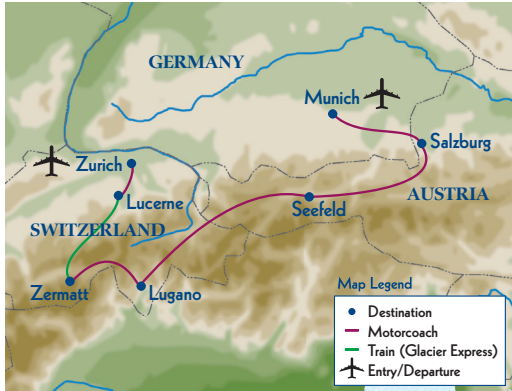 GERMANY
Munich
Salzburg
Zurich
Lucerne
AUSTRIA
Seefeld
SWITZERLAND
Zermatt
Lugano
Map Legend
Destination
Motorcoach
Train (Glacier Express)
Entry/Departure